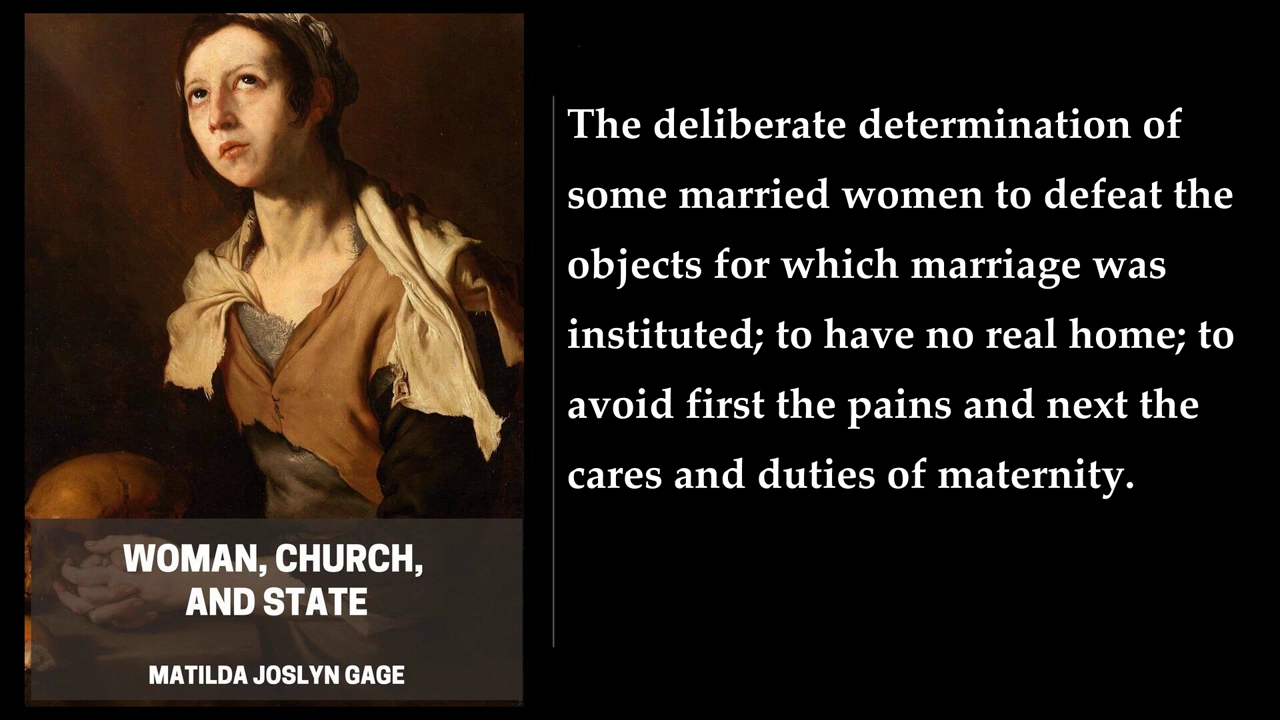 WOMAN, CHURCH,
AND STATE
MATILDA JOSLYN GAGE
The deliberate determination of
some married women to defeat the
objects for which marriage was
instituted; to have no real home; to
avoid first the pains and next the
cares and duties of maternity.